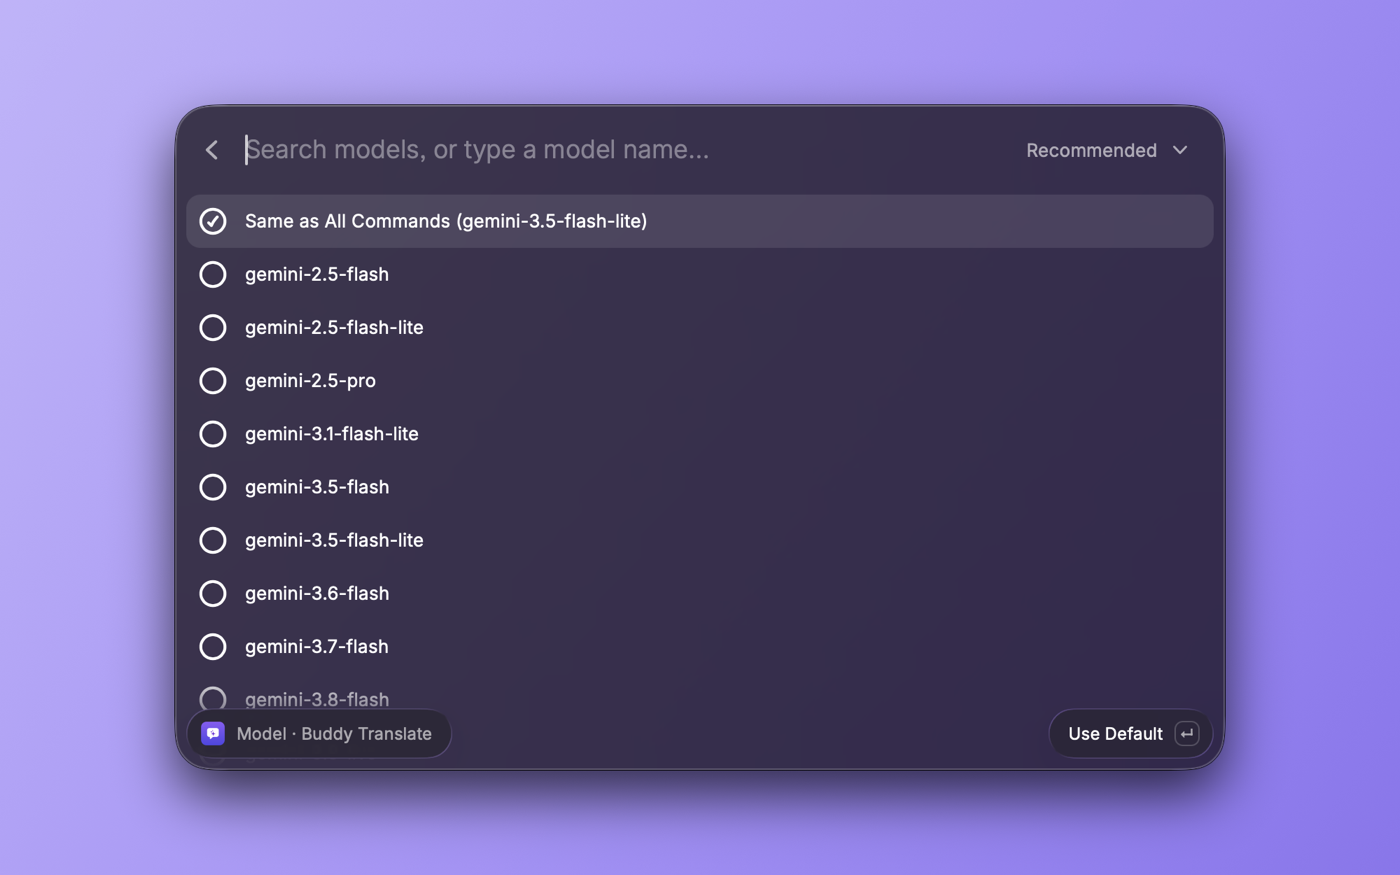 Search models, or type a model name...
Recommended
Same as All Commands (gemini-3.5-flash-lite)
gemini-2.5-flash
gemini-2.5-flash-lite
gemini-2.5-pro
gemini-3.1-flash-lite
gemini-3.5-flash
gemini-3.5-flash-lite
gemini-3.6-flash
gemini-3.7-flash
gemini-3.8-flash
Model · Buddy Translate
Use Default